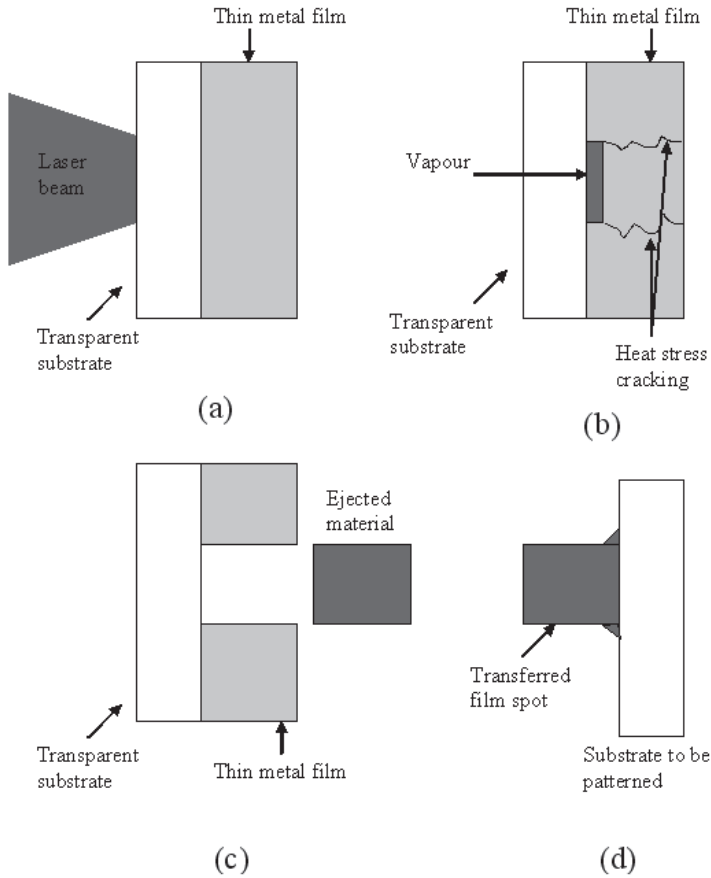 Thin metal film
Laser
beam
Transparent
substrate
(a)
Thin metal film
Vapour
Transparent
substrate
Heat stress
cracking
(b)
Ejected
material
Transparent
substrate
Thin metal film
(c)
Transferred
film spot
Substrate to be
patterned
(d)